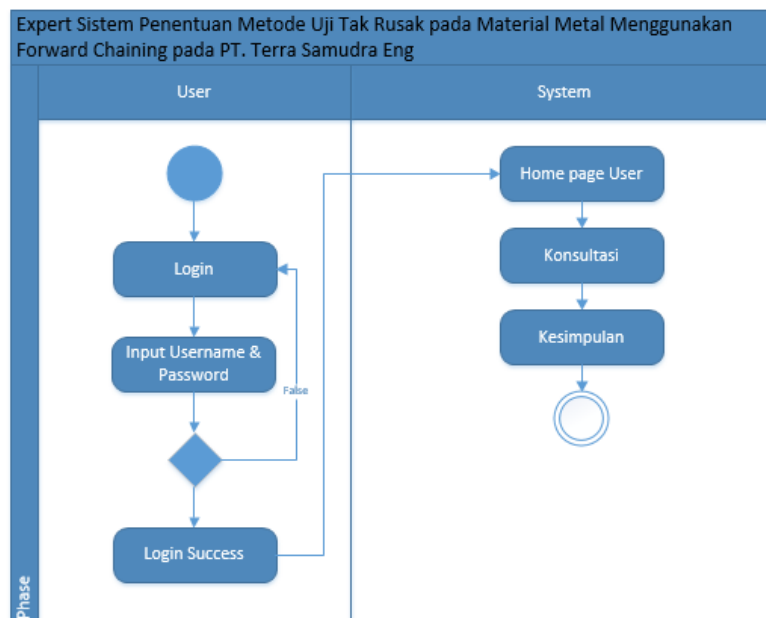 Expert Sistem Penentuan Metode Uji Tak Rusak pada Material Metal Menggunakan
Forward Chaining pada PT. Terra Samudra Eng
User
System
Home page User
Login
Konsultasi
Input Username &
Password
Kesimpulan
False
Login Success
Phase